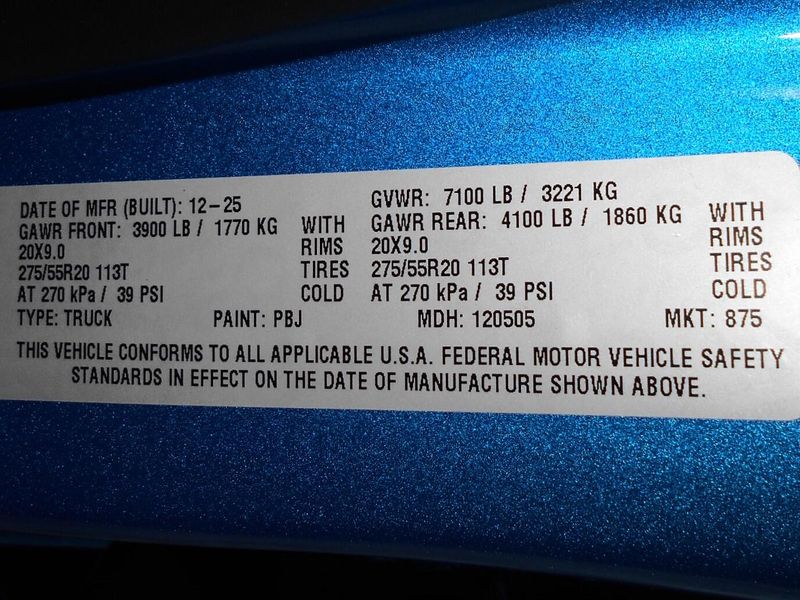 DATE OF MFR (BUILT): 12-25 GVWR: 7100 LB / 3221 KG
GAWR FRONT: 3900 LB / 1770 KG WITH GAWR REAR: 4100 LB / 1860 KG WITH
20X9.0 RIMS 20X9.0 RIMS
275/55R20 113T TIRES 275/55R20 113T TIRES
AT 270 kPa / 39 PSI COLD AT 270 kPa / 39 PSI COLD
TYPE: TRUCK PAINT: PBJ MDH: 120505 MKT: 875
THIS VEHICLE CONFORMS TO ALL APPLICABLE U.S.A. FEDERAL MOTOR VEHICLE SAFETY
STANDARDS IN EFFECT ON THE DATE OF MANUFACTURE SHOWN ABOVE.